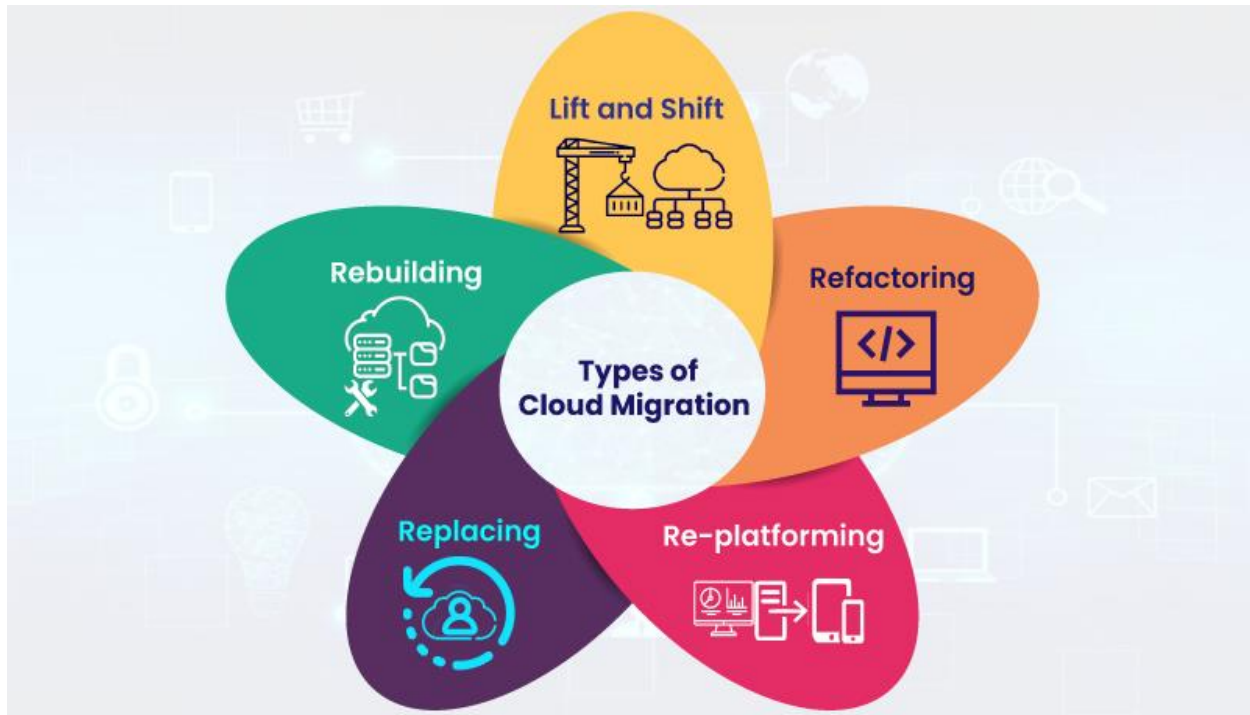 Lift and Shift
Refactoring
Re-platforming
Replacing
Rebuilding
Types of
Cloud Migration